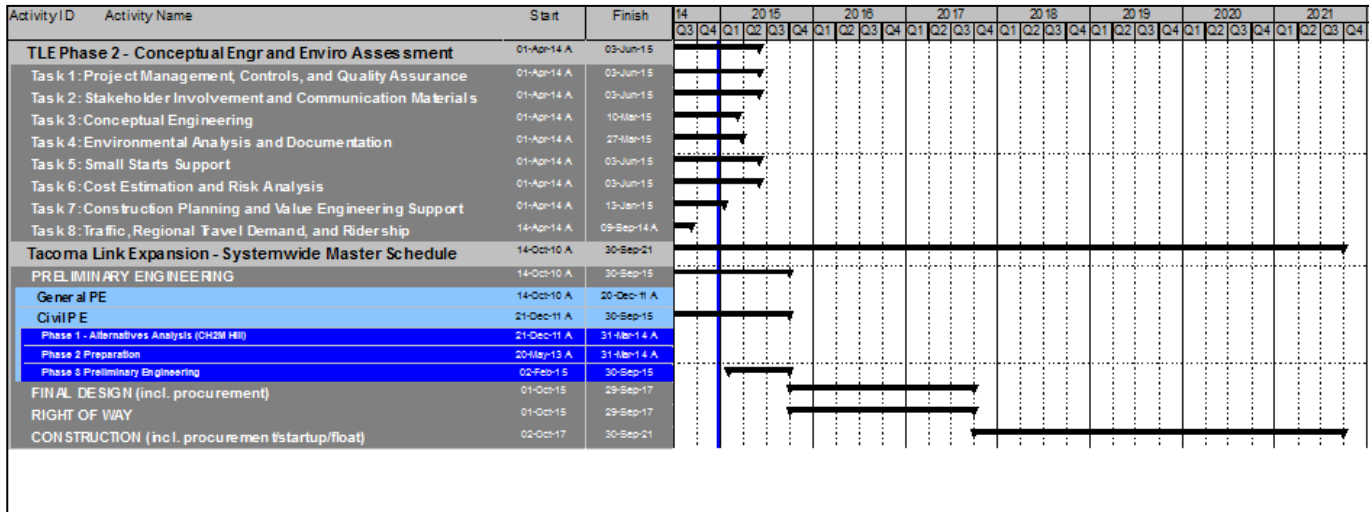 Activity ID Activity Name Start Finish 14 2015 2016 2017 2018 2019 2020 2021
Q3 Q4 Q1 Q2 Q3 Q4 Q1 Q2 Q3 Q4 Q1 Q2 Q3 Q4 Q1 Q2 Q3 Q4 Q1 Q2 Q3 Q4 Q1 Q2 Q3 Q4 Q1 Q2 Q3 Q4
TLE Phase 2 - Conceptual Engr and Enviro Assessment 01-Apr-14 A 03-Jun-15
Task 1: Project Management, Controls, and Quality Assurance 01-Apr-14 A 03-Jun-15
Task 2: Stakeholder Involvement and Communication Materials 01-Apr-14 A 03-Jun-15
Task 3: Conceptual Engineering 01-Apr-14 A 10-Mar-15
Task 4: Environmental Analysis and Documentation 01-Apr-14 A 27-Mar-15
Task 5: Small Starts Support 01-Apr-14 A 03-Jun-15
Task 6: Cost Estimation and Risk Analysis 01-Apr-14 A 03-Jun-15
Task 7: Construction Planning and Value Engineering Support 01-Apr-14 A 13-Jan-15
Task 8: Traffic, Regional Travel Demand, and Ridership 14-Apr-14 A 09-Sep-14 A
Tacoma Link Expansion - Systemwide Master Schedule 14-Oct-10 A 30-Sep-21
PRELIMINARY ENGINEERING 14-Oct-10 A 30-Sep-15
General PE 14-Oct-10 A 20-Dec-11 A
Civil PE 21-Dec-11 A 30-Sep-15
Phase 1 - Alternatives Analysis (CH2M Hill) 21-Dec-11 A 31-Mar-14 A
Phase 2 Preparation 20-May-13 A 31-Mar-14 A
Phase 3 Preliminary Engineering 02-Feb-15 30-Sep-15
FINAL DESIGN (incl. procurement) 01-Oct-15 29-Sep-17
RIGHT OF WAY 01-Oct-15 29-Sep-17
CONSTRUCTION (incl. procurement/startup/float) 02-Oct-17 30-Sep-21